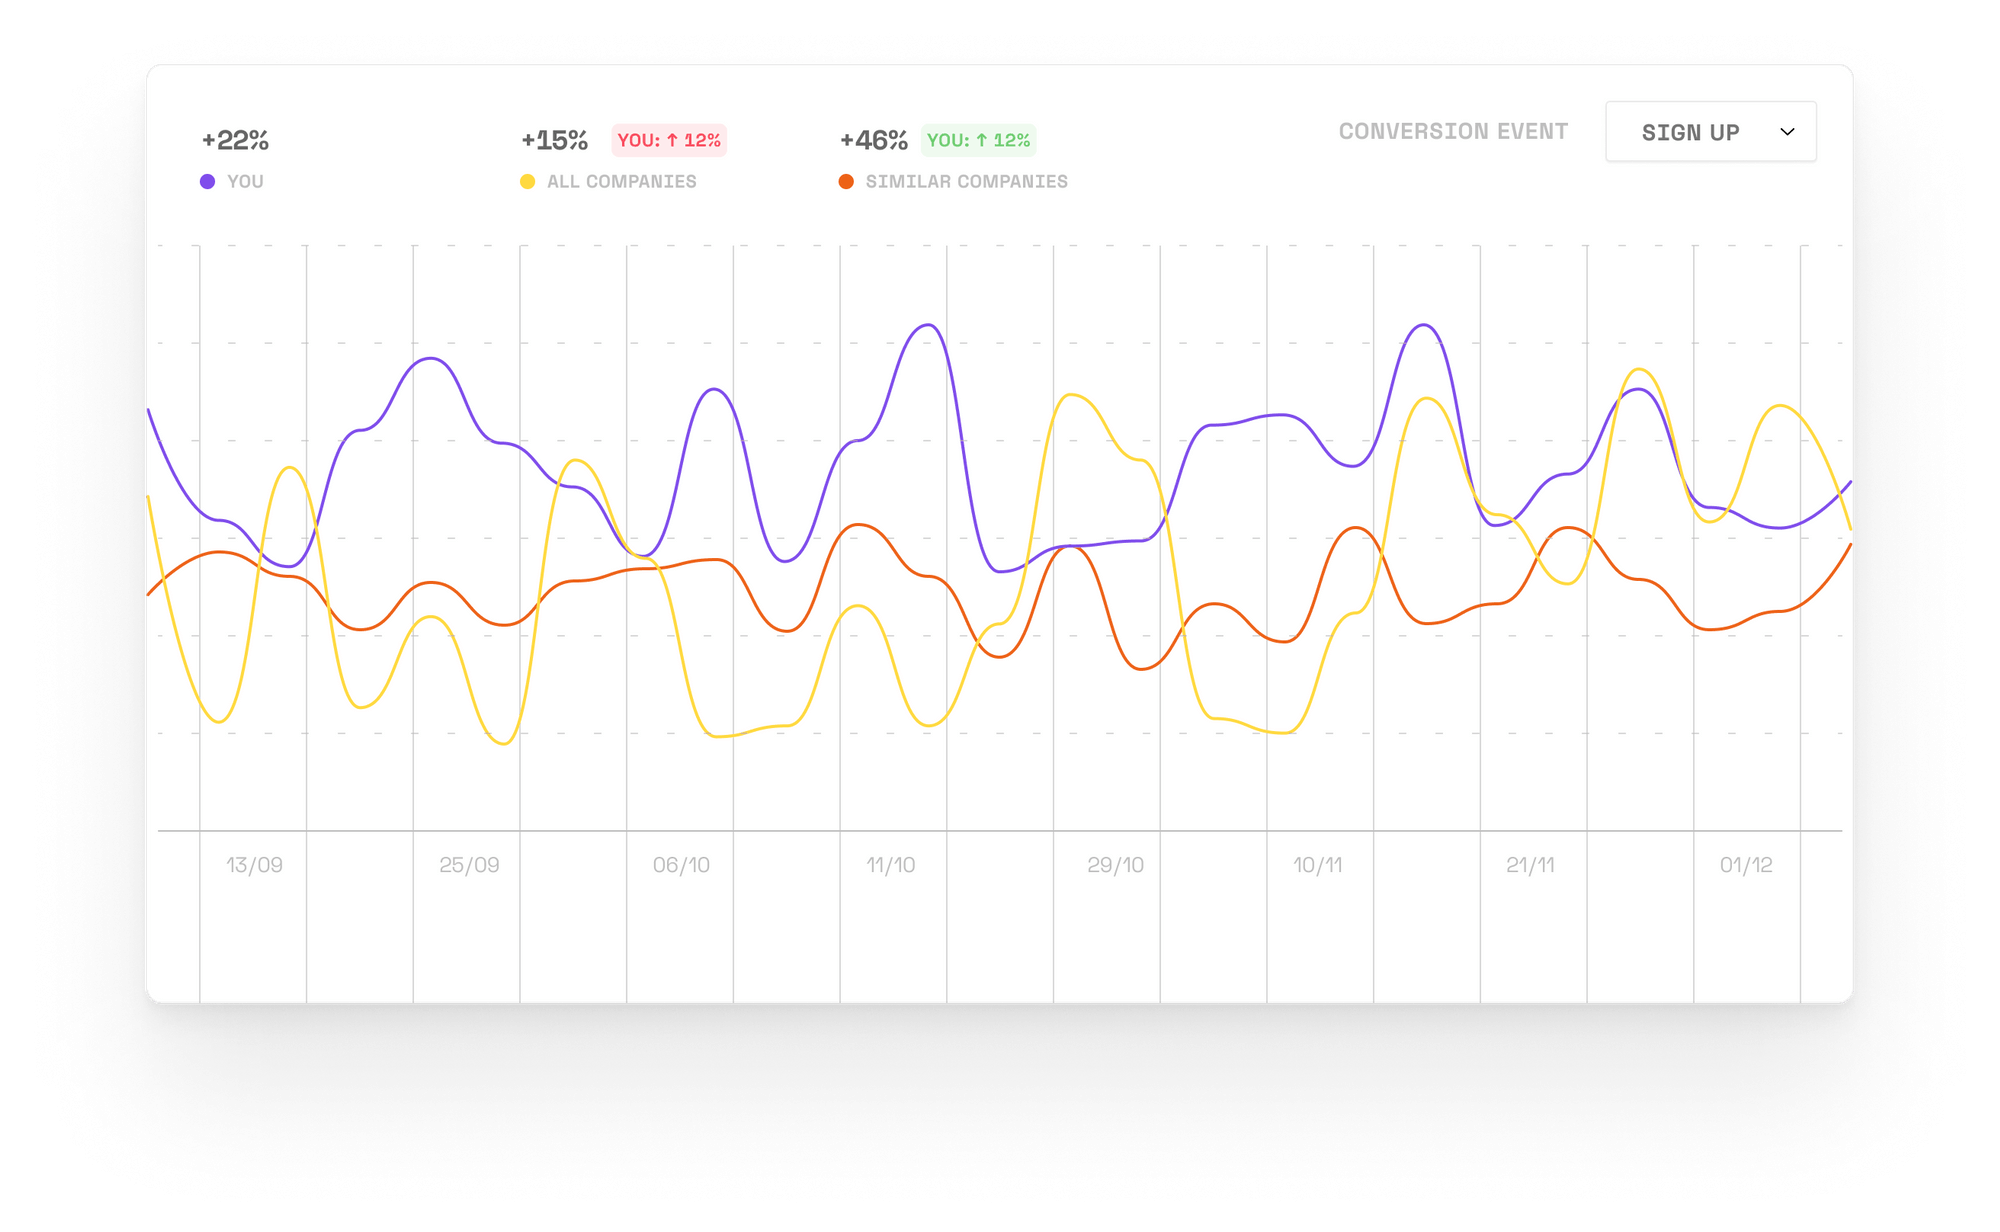 +22%
YOU
+15% YOU: ↑ 12%
ALL COMPANIES
+46% YOU: ↑ 12%
SIMILAR COMPANIES
CONVERSION EVENT
SIGN UP
13/09 25/09 06/10 11/10 29/10 10/11 21/11 01/12